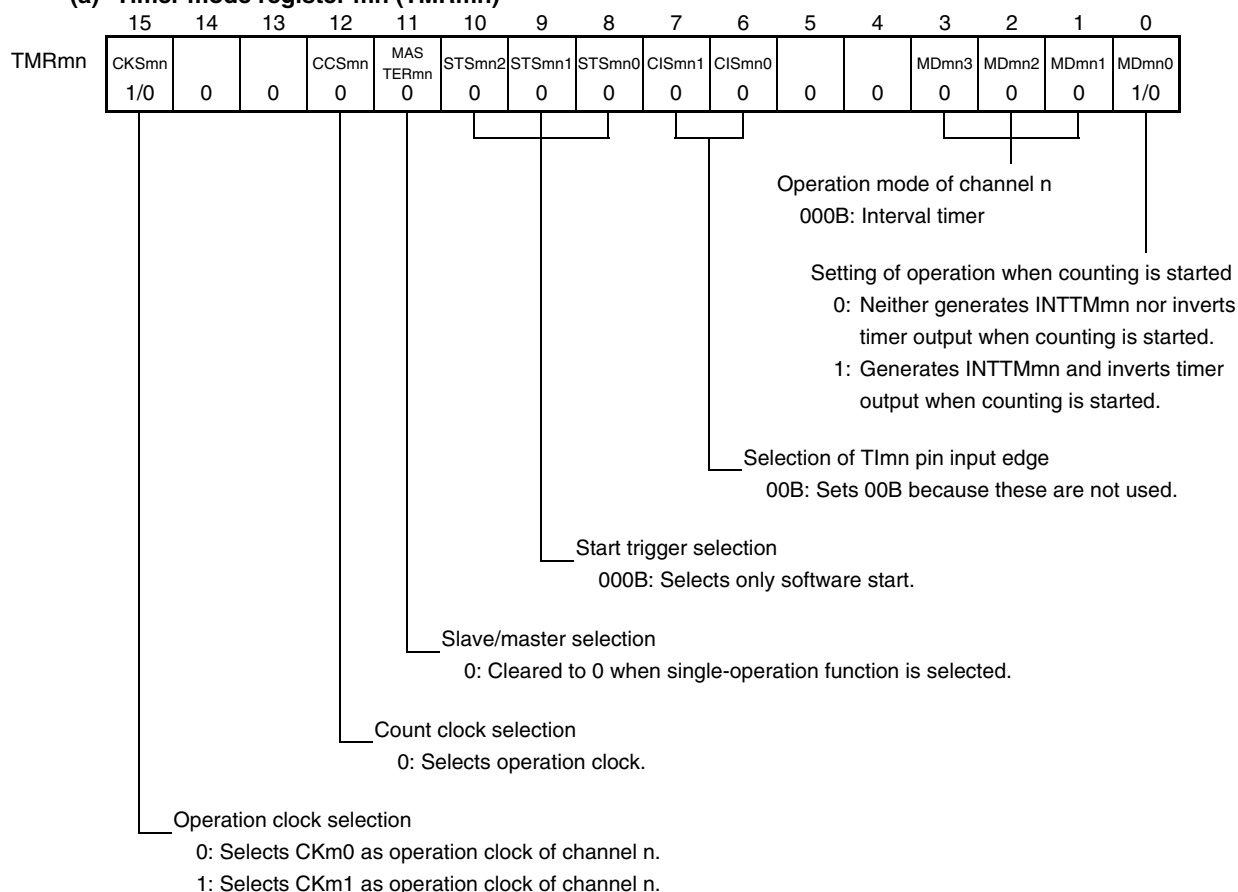 (a) Timer mode register mn (TMRmn)
15 14 13 12 11 10 9 8 7 6 5 4 3 2 1 0
TMRmn CKSmn CCSmn MAS TERmn STSmn2 STSmn1 STSmn0 CISmn1 CISmn0 MDmn3 MDmn2 MDmn1 MDmn0
1/0 0 0 0 0 0 0 0 0 0 0 0 0 0 0 1/0
Operation mode of channel n
000B: Interval timer
Setting of operation when counting is started
0: Neither generates INTTMmn nor inverts
timer output when counting is started.
1: Generates INTTMmn and inverts timer
output when counting is started.
Selection of TImn pin input edge
00B: Sets 00B because these are not used.
Start trigger selection
000B: Selects only software start.
Slave/master selection
0: Cleared to 0 when single-operation function is selected.
Count clock selection
0: Selects operation clock.
Operation clock selection
0: Selects CKm0 as operation clock of channel n.
1: Selects CKm1 as operation clock of channel n.